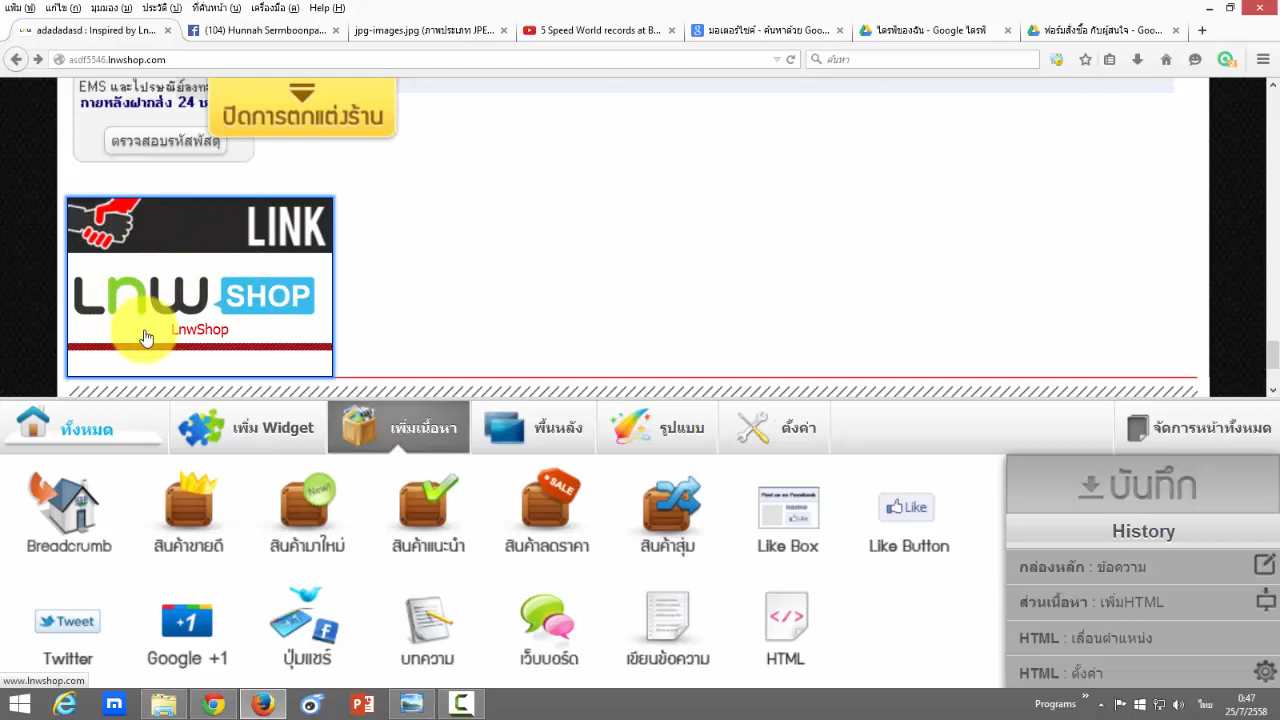 แฟ้ม (ฟ) แก้ไข (ก) มุมมอง (ม) ประวัติ (ป) ที่คั่นหน้า (น) เครื่องมือ (ค) Help (H)
adadadasd : Inspired by Ln...
(104) Hunnah Sermboonpa...
jpg-images.jpg (ภาพประเภท JPE...
5 Speed World records at B...
มอเตอร์ไซค์ - ค้นหาด้วย Goo...
ไดรฟ์ของฉัน - Google ไดรฟ์
ฟอร์มสั่งซื้อ กับผู้สนใจ - Goo...
asdf5546.lnwshop.com
ค้นหา
EMS และไปรษณีย์ลงทะ
ภายหลังฝากส่ง 24 ช
ปิดการตกแต่งร้าน
ตรวจสอบรหัสพัสดุ
LINK
Lnw SHOP
LnwShop
ทั้งหมด
เพิ่ม Widget
เพิ่มเนื้อหา
พื้นหลัง
รูปแบบ
ตั้งค่า
จัดการหน้าทั้งหมด
New!
SALE
Find us on Facebook
name
Like
Like
Breadcrumb
สินค้าขายดี
สินค้ามาใหม่
สินค้าแนะนำ
สินค้าลดราคา
สินค้าสุ่ม
Like Box
Like Button
บันทึก
History
กล่องหลัก : ข้อความ
ส่วนเนื้อหา : เพิ่มHTML
HTML : เลื่อนตำแหน่ง
HTML : ตั้งค่า
Tweet
+1
Twitter
Google +1
ปุ่มแชร์
บทความ
เว็บบอร์ด
เขียนข้อความ
HTML
www.lnwshop.com
Programs
ไทย
0:47
25/7/2558